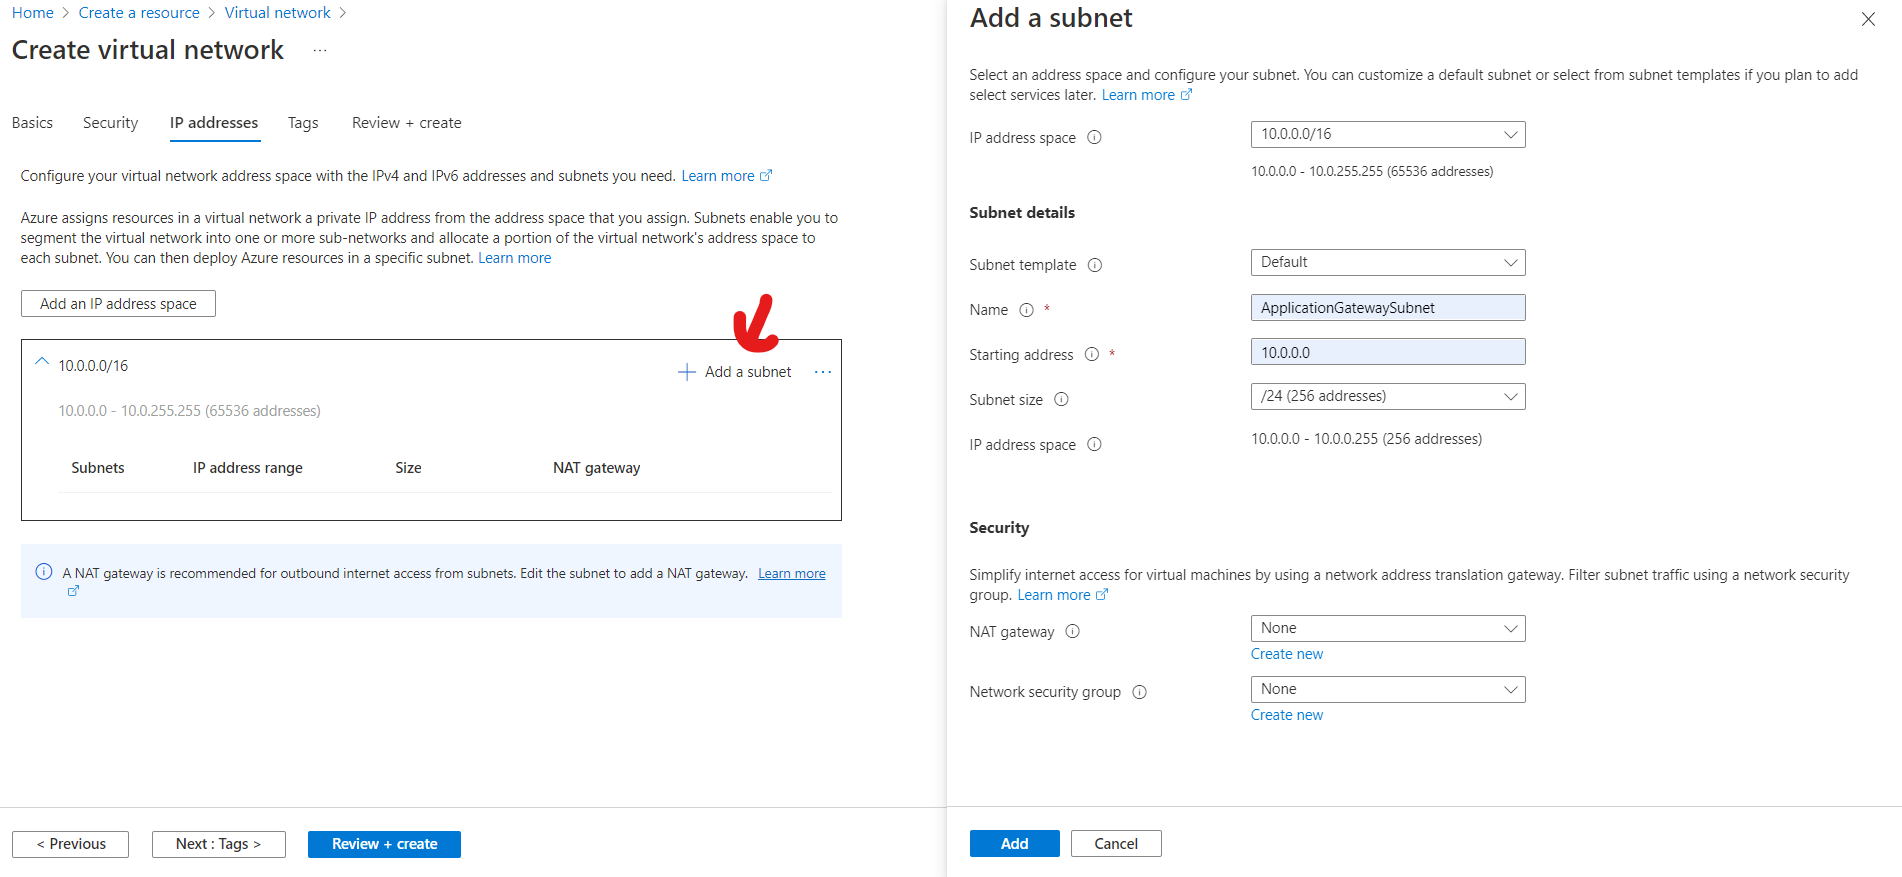 Home > Create a resource > Virtual network >
Create virtual network ...
Basics Security IP addresses Tags Review + create
Configure your virtual network address space with the IPv4 and IPv6 addresses and subnets you need. Learn more
Azure assigns resources in a virtual network a private IP address from the address space that you assign. Subnets enable you to
segment the virtual network into one or more sub-networks and allocate a portion of the virtual network's address space to
each subnet. You can then deploy Azure resources in a specific subnet. Learn more
Add an IP address space
10.0.0.0/16
+ Add a subnet ...
10.0.0.0 - 10.0.255.255 (65536 addresses)
Subnets IP address range Size NAT gateway
A NAT gateway is recommended for outbound internet access from subnets. Edit the subnet to add a NAT gateway. Learn more
< Previous Next : Tags > Review + create
Add a subnet
Select an address space and configure your subnet. You can customize a default subnet or select from subnet templates if you plan to add
select services later. Learn more
IP address space 10.0.0.0/16
10.0.0.0 - 10.0.255.255 (65536 addresses)
Subnet details
Subnet template Default
Name * ApplicationGatewaySubnet
Starting address * 10.0.0.0
Subnet size /24 (256 addresses)
IP address space 10.0.0.0 - 10.0.0.255 (256 addresses)
Security
Simplify internet access for virtual machines by using a network address translation gateway. Filter subnet traffic using a network security
group. Learn more
NAT gateway None
Create new
Network security group None
Create new
Add Cancel